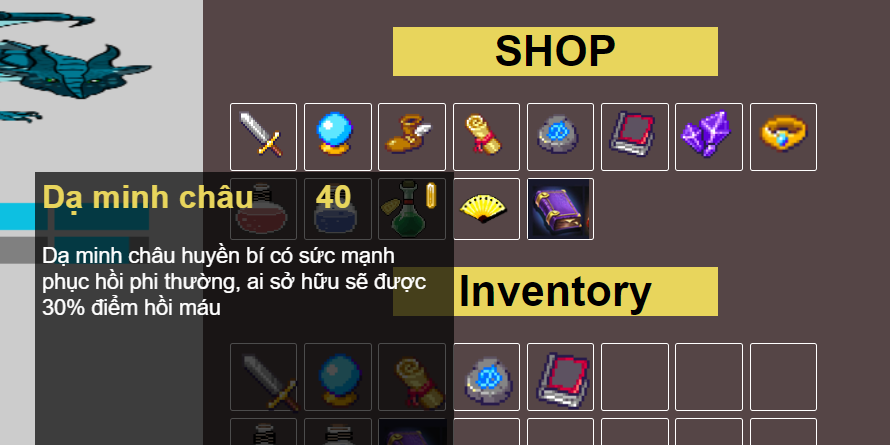 SHOP
Dạ minh châu 40
Dạ minh châu huyền bí có sức mạnh
phục hồi phi thường, ai sở hữu sẽ được
30% điểm hồi máu
Inventory